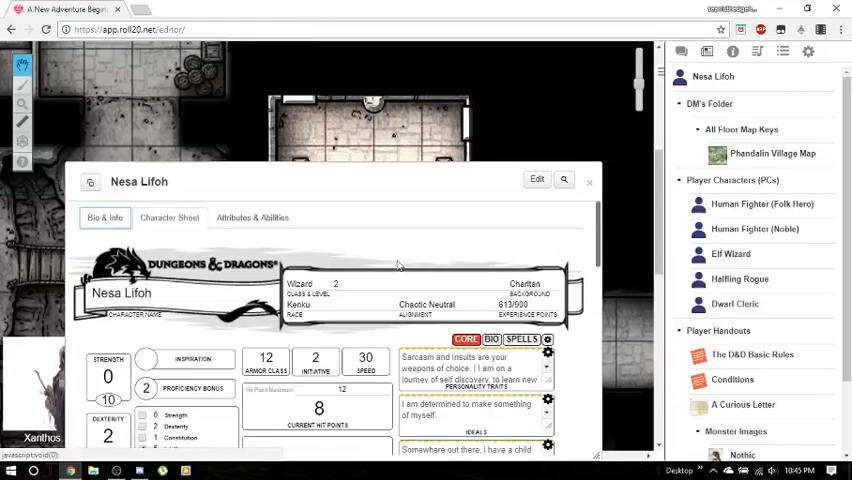 A New Adventure Begin
https://app.roll20.net/editor/
Nesa Lifoh
DM's Folder
All Floor Map Keys
Phandalin Village Map
Player Characters (PCs)
Human Fighter (Folk Hero)
Human Fighter (Noble)
Elf Wizard
Halfling Rogue
Dwarf Cleric
Player Handouts
The D&D Basic Rules
Conditions
A Curious Letter
Monster Images
Nothic
Nesa Lifoh
Edit
Bio & Info
Character Sheet
Attributes & Abilities
DUNGEONS & DRAGONS®
Nesa Lifoh
CHARACTER NAME
Wizard 2
CLASS & LEVEL
Charltan
BACKGROUND
Kenku
RACE
Chaotic Neutral
ALIGNMENT
613/900
EXPERIENCE POINTS
CORE BIO SPELLS
STRENGTH
0
10
DEXTERITY
2
INSPIRATION
2 PROFICIENCY BONUS
0 Strength
2 Dexterity
1 Constitution
12
ARMOR CLASS
2
INITIATIVE
30
SPEED
Hit Point Maximum 12
8
CURRENT HIT POINTS
Sarcasm and insults are your
weapons of choice. | I am on a
journey of self discovery, to learn new
PERSONALITY TRAITS
I am determined to make something
of myself.
IDEALS
Somewhere out there, i have a child
Xanthos
javascript:void(0);
Desktop
10:45 PM